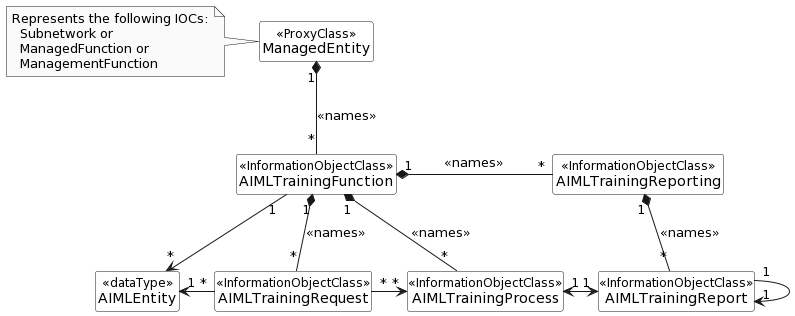 Represents the following IOCs:
Subnetwork or
ManagedFunction or
ManagementFunction
«ProxyClass»
ManagedEntity
1
«names»
*
«InformationObjectClass»
AIMLTrainingFunction
1
«names»
*
«InformationObjectClass»
AIMLTrainingReporting
1
1
1
1
«names»
«names»
«names»
*
*
*
*
«dataType»
AIMLEntity
1
*
«InformationObjectClass»
AIMLTrainingRequest
*
*
«InformationObjectClass»
AIMLTrainingProcess
1
1
«InformationObjectClass»
AIMLTrainingReport
1
1